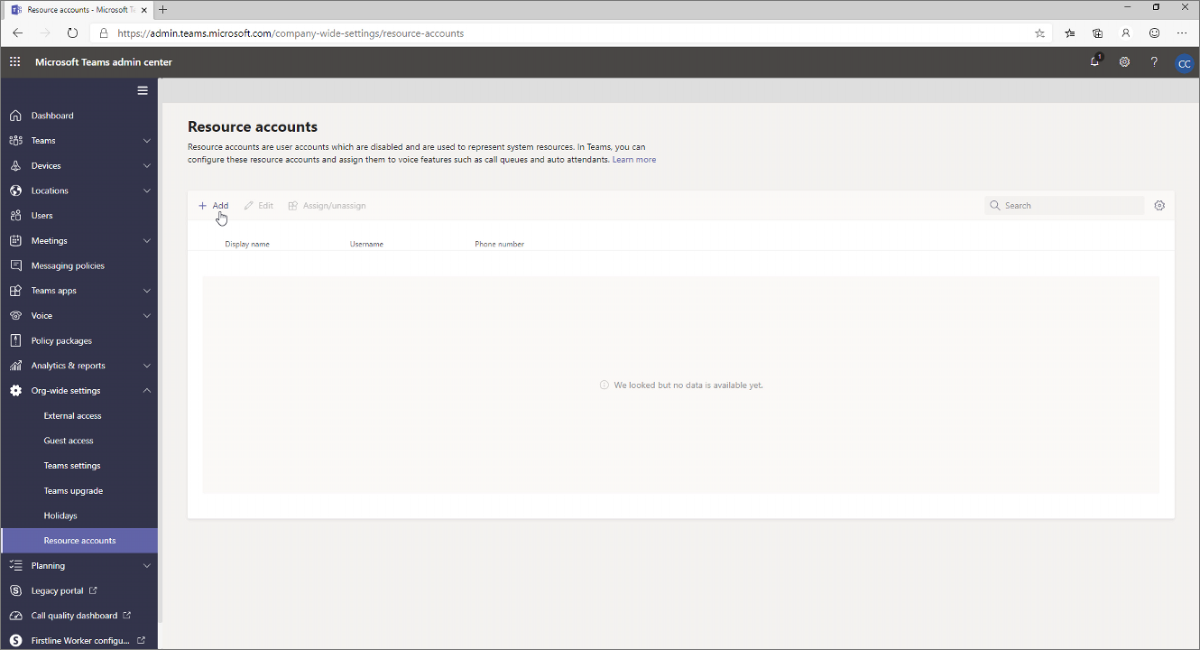 Resource accounts - Microsoft T
https://admin.teams.microsoft.com/company-wide-settings/resource-accounts
Microsoft Teams admin center
1
?
CC
Dashboard
Teams
Devices
Locations
Users
Meetings
Messaging policies
Teams apps
Voice
Policy packages
Analytics & reports
Org-wide settings
External access
Guest access
Teams settings
Teams upgrade
Holidays
Resource accounts
Planning
Legacy portal
Call quality dashboard
Firstline Worker configu...
Resource accounts
Resource accounts are user accounts which are disabled and are used to represent system resources. In Teams, you can
configure these resource accounts and assign them to voice features such as call queues and auto attendants. Learn more
+ Add Edit Assign/unassign
Search
Display name Username Phone number
We looked but no data is available yet.